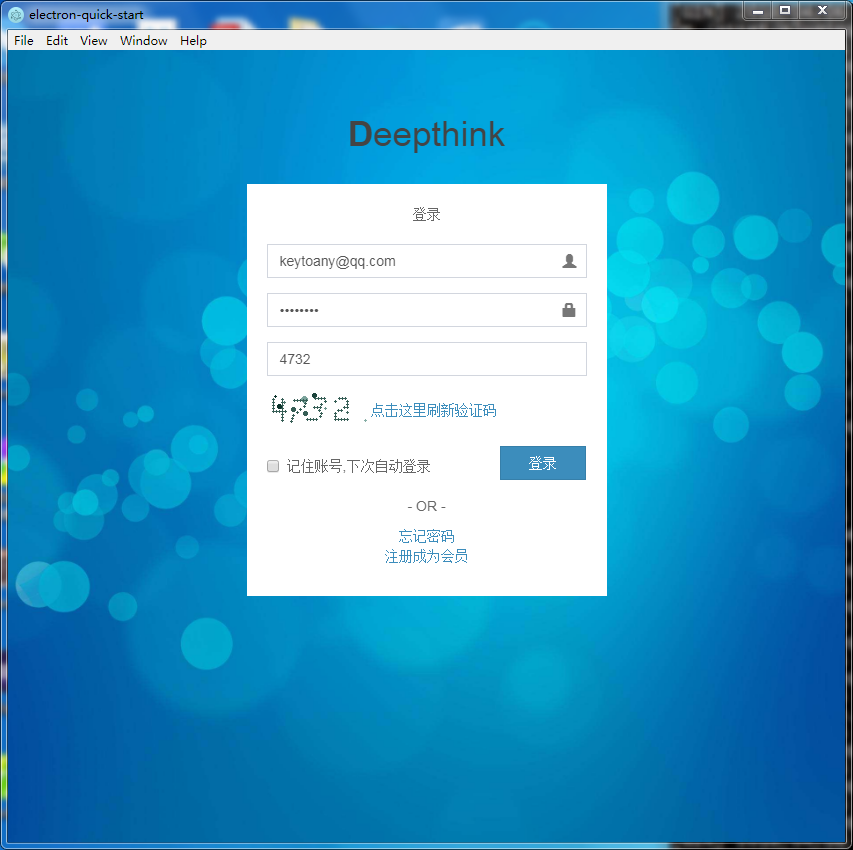 electron-quick-start
File Edit View Window Help
Deepthink
登录
keytoany@qq.com
••••••••
4732
4732 点击这里刷新验证码
记住账号,下次自动登录 登录
- OR -
忘记密码
注册成为会员